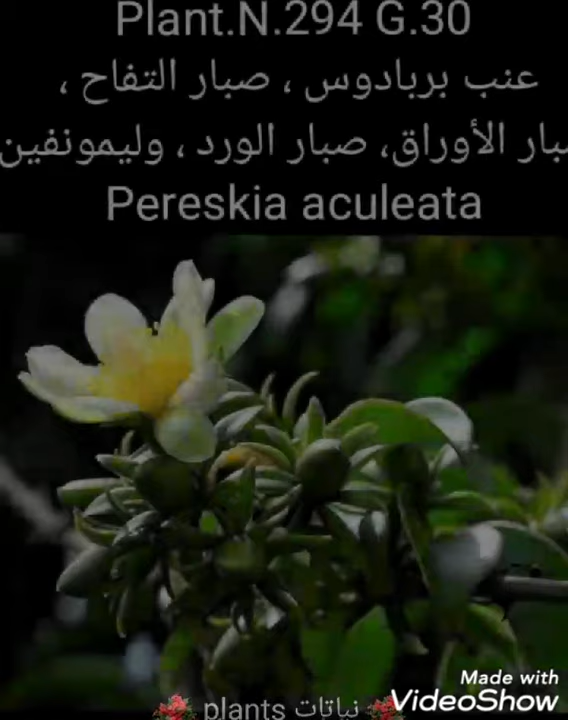 Plant.N.294 G.30
عنب بربادوس ، صبار التفاح ،
الأوراق، صبار الورد ، وليمونفين
Pereskia aculeata
plants نباتات
Made with
VideoShow